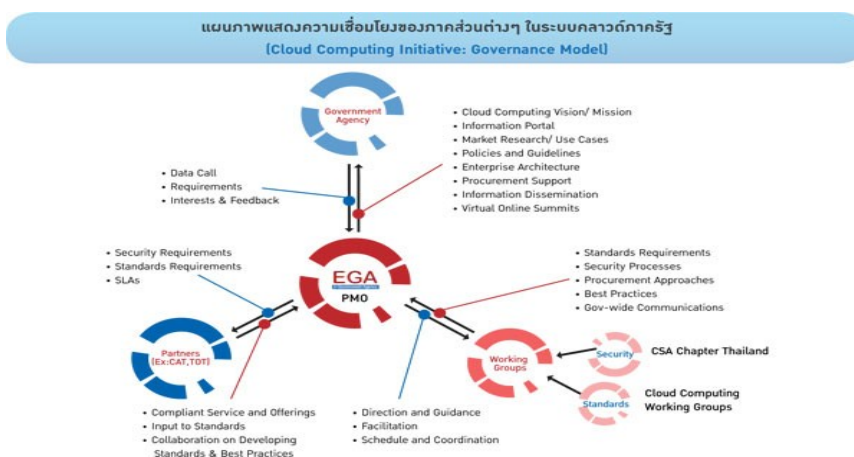 แผนภาพแสดงความเชื่อมโยงของภาคส่วนต่างๆ ในระบบคลาวด์ภาครัฐ
(Cloud Computing Initiative: Governance Model)
Government
Agency
• Cloud Computing Vision/ Mission
• Information Portal
• Market Research/ Use Cases
• Policies and Guidelines
• Enterprise Architecture
• Procurement Support
• Information Dissemination
• Virtual Online Summits
• Data Call
• Requirements
• Interests & Feedback
• Security Requirements
• Standards Requirements
• SLAs
EGA
PMO
• Standards Requirements
• Security Processes
• Procurement Approaches
• Best Practices
• Gov-wide Communications
Partners
(Ex:CAT,TOT)
Working
Groups
Security
CSA Chapter Thailand
Standards
Cloud Computing
Working Groups
• Compliant Service and Offerings
• Input to Standards
• Collaboration on Developing
Standards & Best Practices
• Direction and Guidance
• Facilitation
• Schedule and Coordination